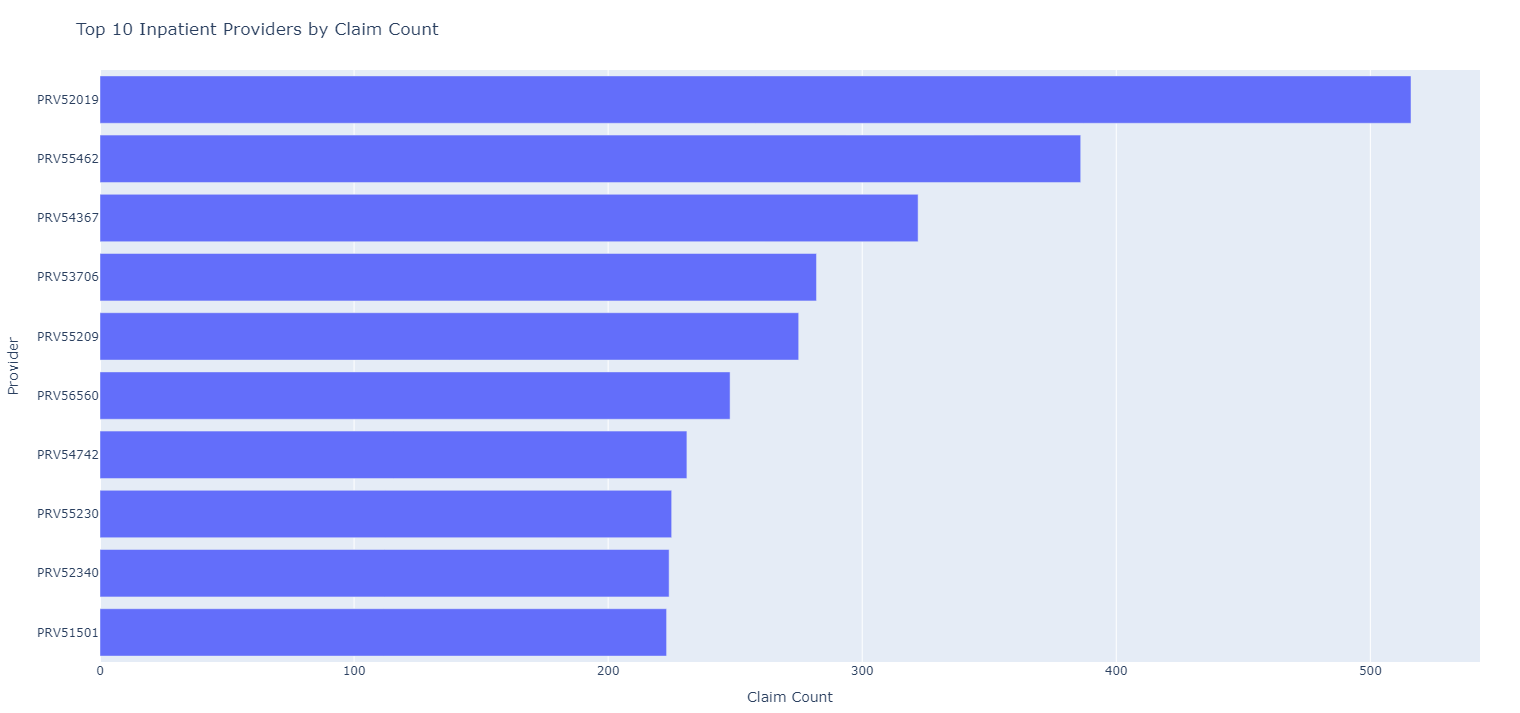 Top 10 Inpatient Providers by Claim Count
Provider
PRV52019
PRV55462
PRV54367
PRV53706
PRV55209
PRV56560
PRV54742
PRV55230
PRV52340
PRV51501
0 100 200 300 400 500
Claim Count